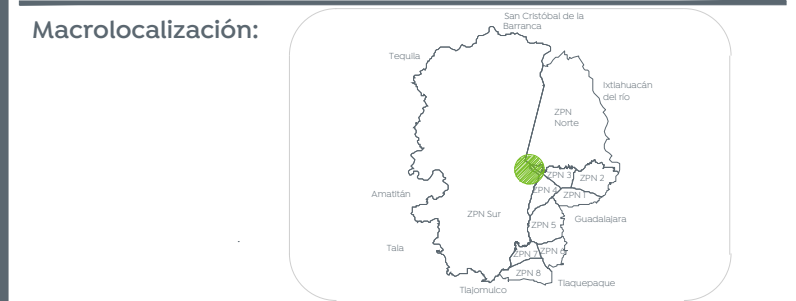 Macrolocalización:
San Cristóbal de la
Barranca
Tequila
Ixtlahuacán
del río
ZPN
Norte
ZPN 3
ZPN 2
ZPN 4
ZPN 1
Amatitán
ZPN Sur
Guadalajara
ZPN 5
Tala
ZPN 7
ZPN 6
ZPN 8
Tlaquepaque
Tlajomulco